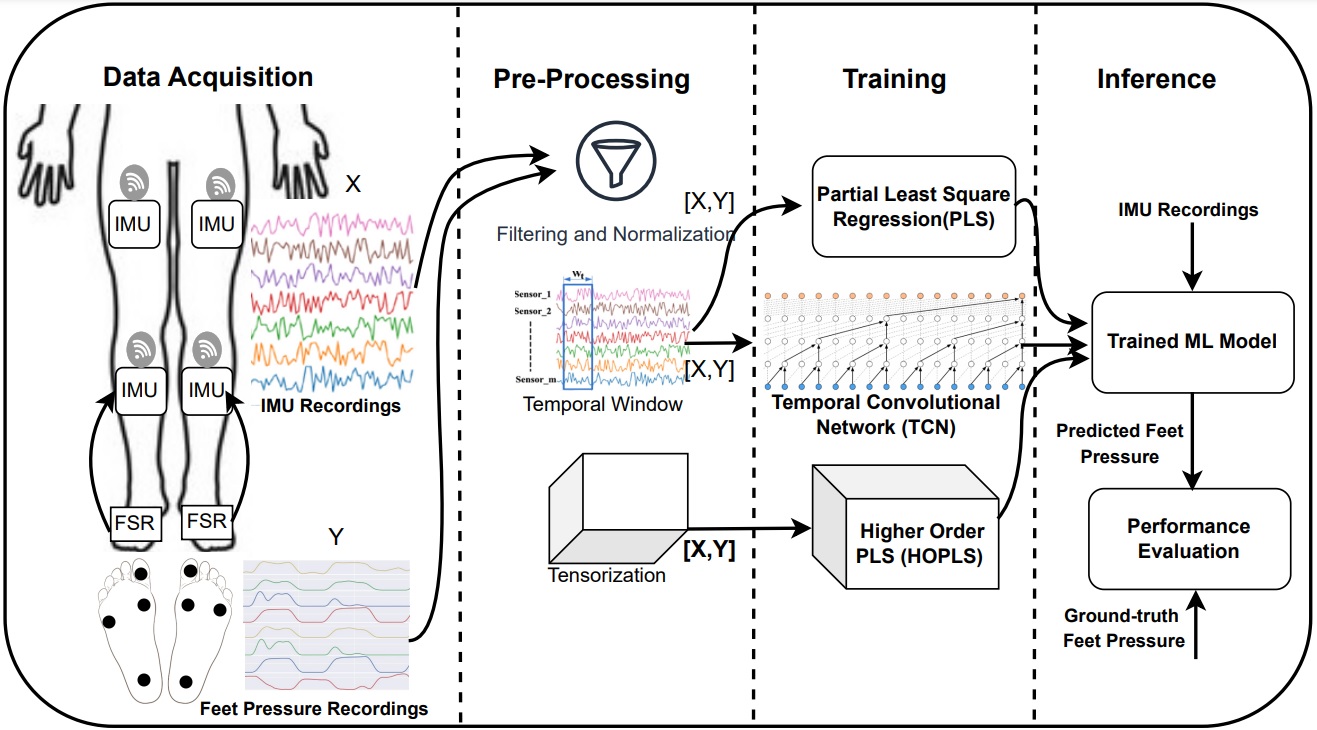 Data Acquisition
X
IMU
IMU
IMU
IMU
IMU Recordings
FSR
FSR
Y
Feet Pressure Recordings
Pre-Processing
Filtering and Normalization
[X,Y]
Wt
Sensor_1
Sensor_2
Sensor_m
[X,Y]
Temporal Window
[X,Y]
Tensorization
Training
Partial Least Square
Regression(PLS)
Temporal Convolutional
Network (TCN)
Higher Order
PLS (HOPLS)
Inference
IMU Recordings
Trained ML Model
Predicted Feet
Pressure
Performance
Evaluation
Ground-truth
Feet Pressure